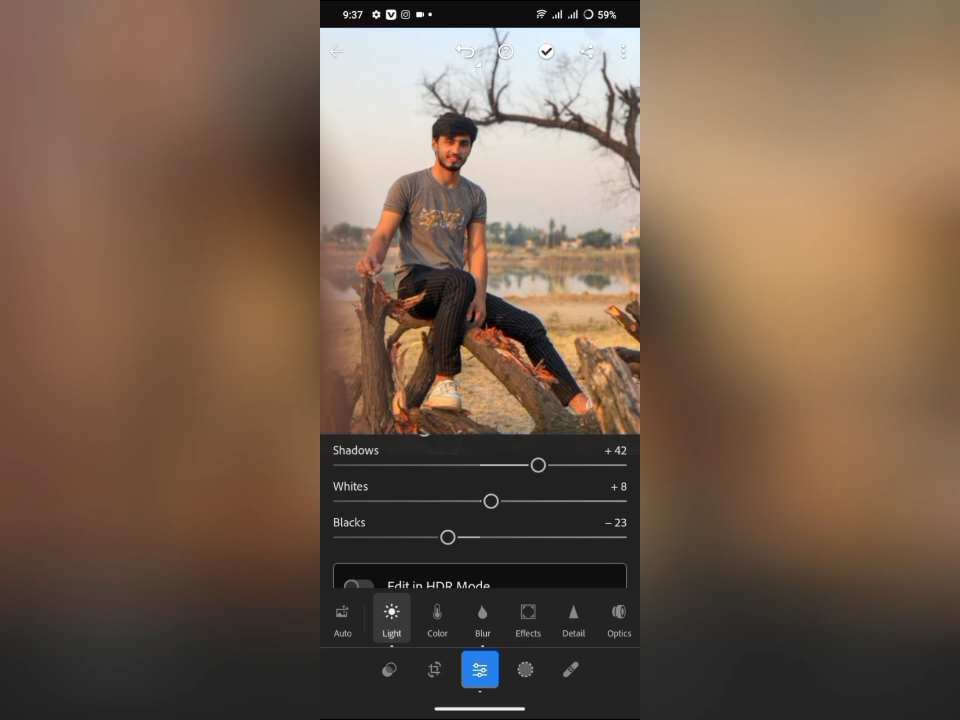 9:37 59%
Shadows +42
Whites +8
Blacks -23
Edit in HDR Mode
Auto Light Color Blur Effects Detail Optics